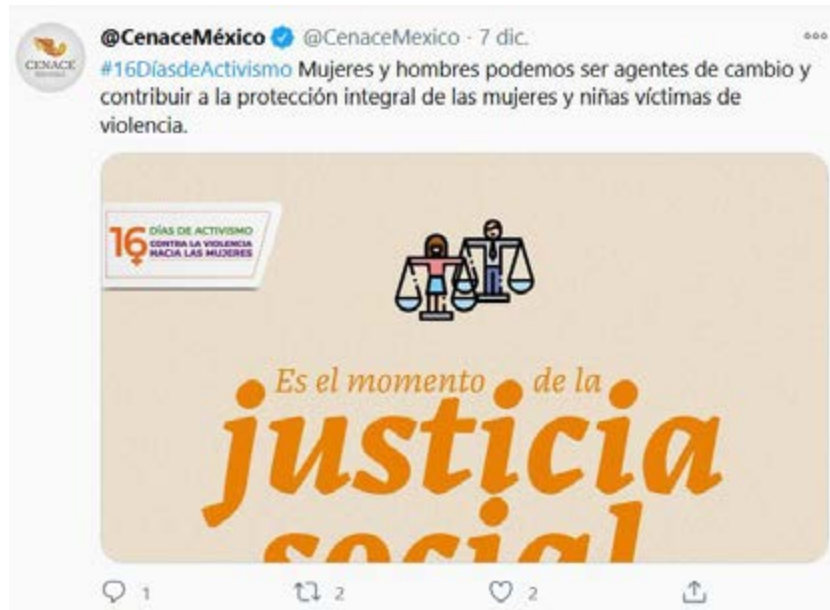 @CenaceMéxico @CenaceMexico · 7 dic.
#16DíasdeActivismo Mujeres y hombres podemos ser agentes de cambio y
contribuir a la protección integral de las mujeres y niñas víctimas de
violencia.
CENACE
16 DÍAS DE ACTIVISMO
CONTRA LA VIOLENCIA
HACIA LAS MUJERES
Es el momento de la
justicia
social
1 2 2